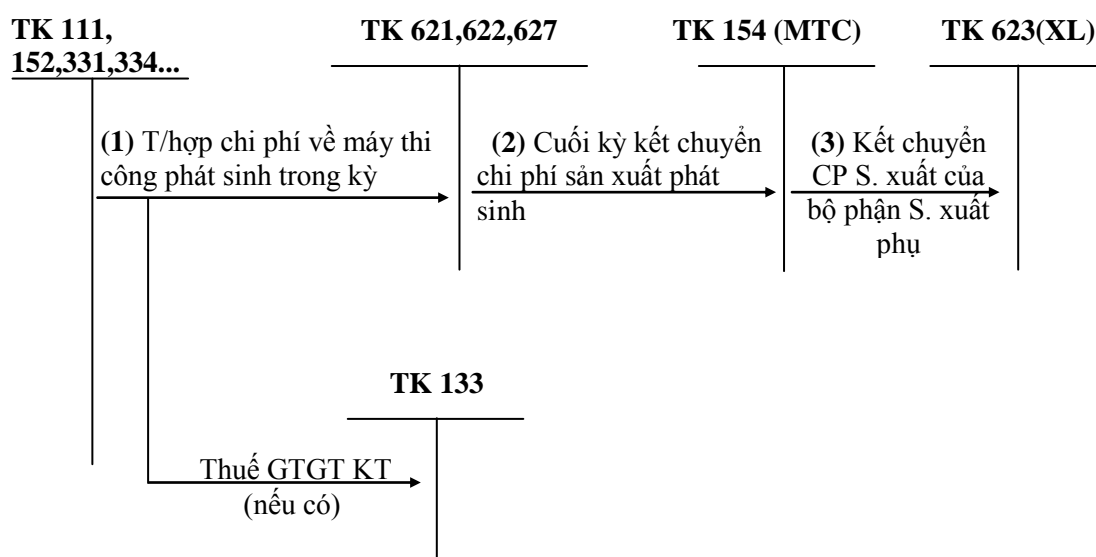 TK 111,
152,331,334...
TK 621,622,627
TK 154 (MTC)
TK 623(XL)
(1) T/hợp chi phí về máy thi
công phát sinh trong kỳ
(2) Cuối kỳ kết chuyển
chi phí sản xuất phát
sinh
(3) Kết chuyển
CP S. xuất của
bộ phận S. xuất
phụ
TK 133
Thuế GTGT KT
(nếu có)